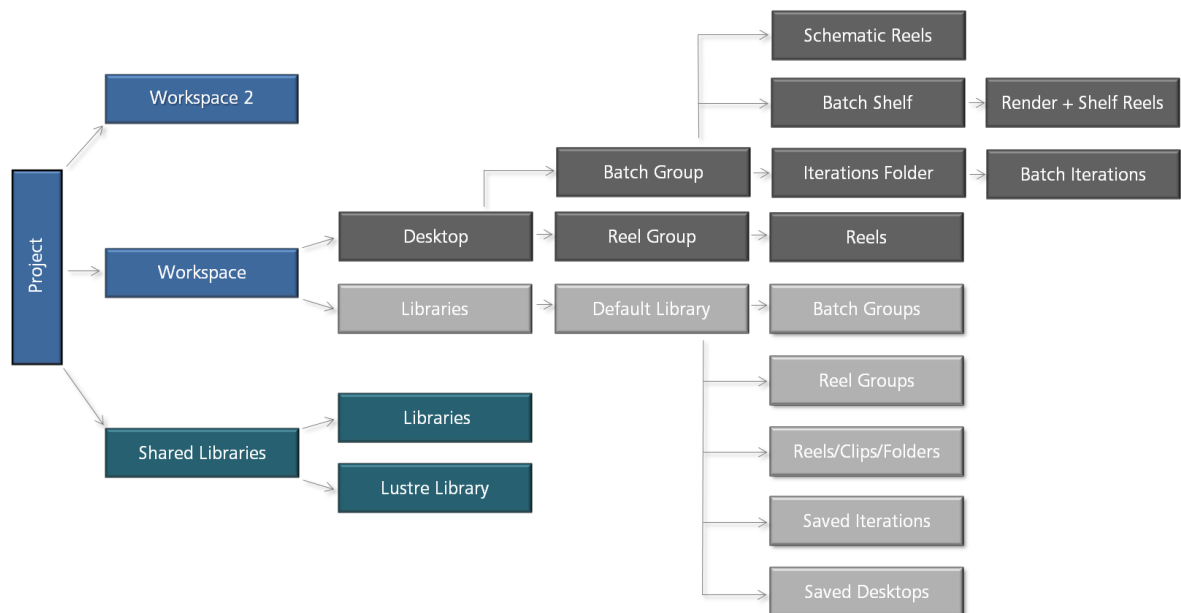 Schematic Reels
Workspace 2
Batch Shelf
Render + Shelf Reels
Batch Group
Iterations Folder
Batch Iterations
Project
Desktop
Reel Group
Reels
Workspace
Libraries
Default Library
Batch Groups
Reel Groups
Libraries
Shared Libraries
Reels/Clips/Folders
Lustre Library
Saved Iterations
Saved Desktops